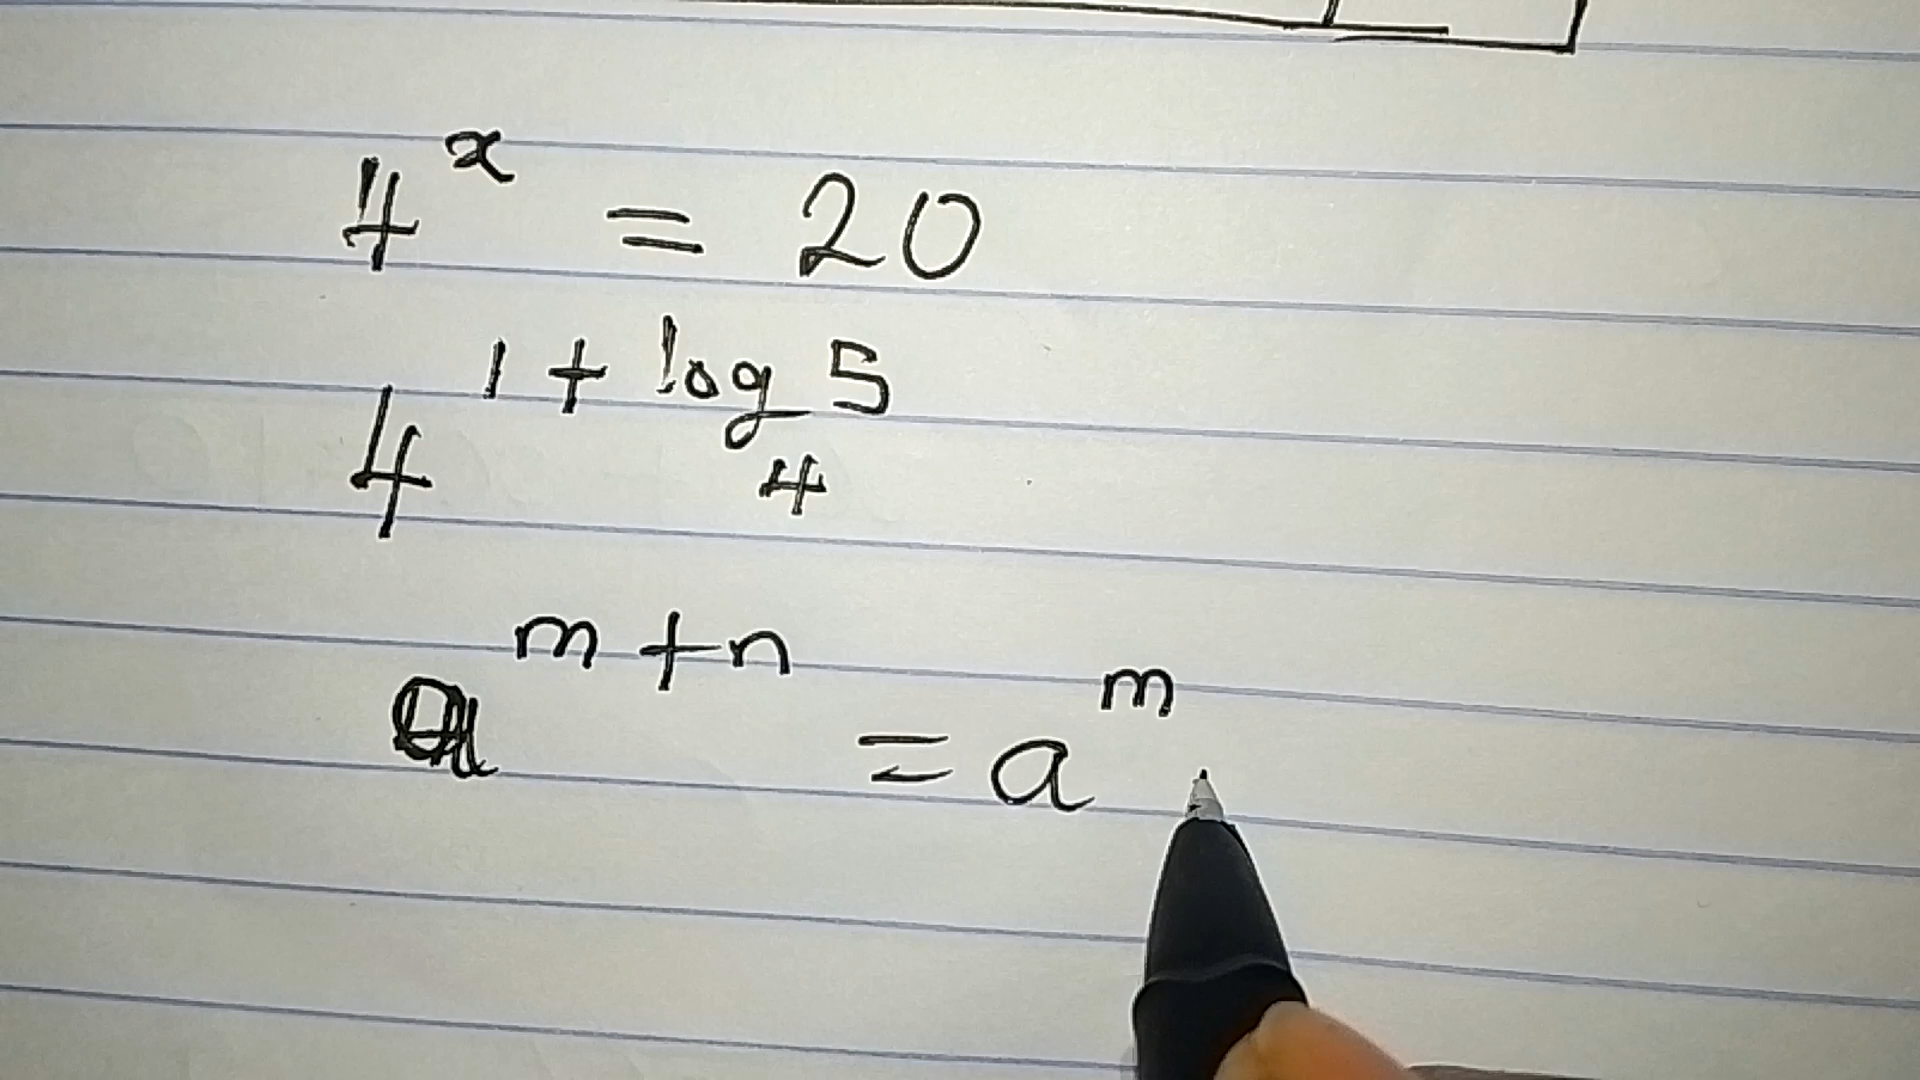 4^x = 20
4^(1 + log_4 5)
a^(m+n) = a^m